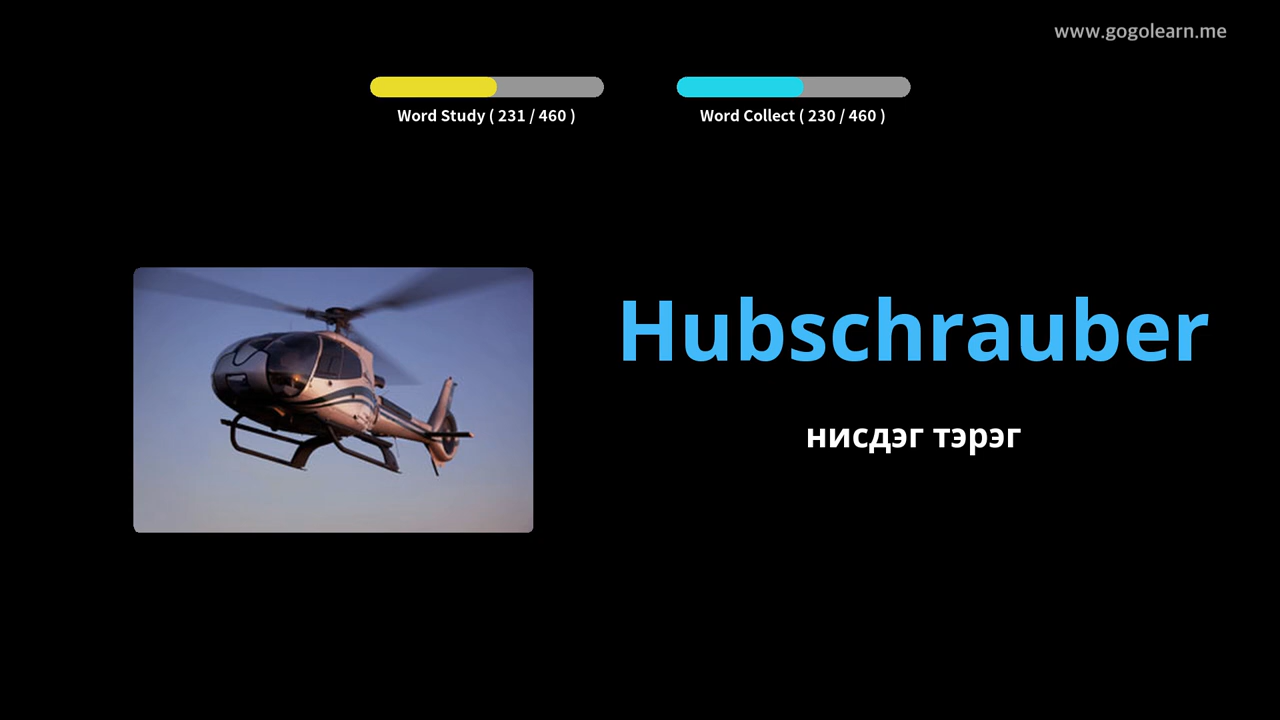 www.gogolearn.me
Word Study ( 231 / 460 )
Word Collect ( 230 / 460 )
Hubschrauber
нисдэг тэрэг